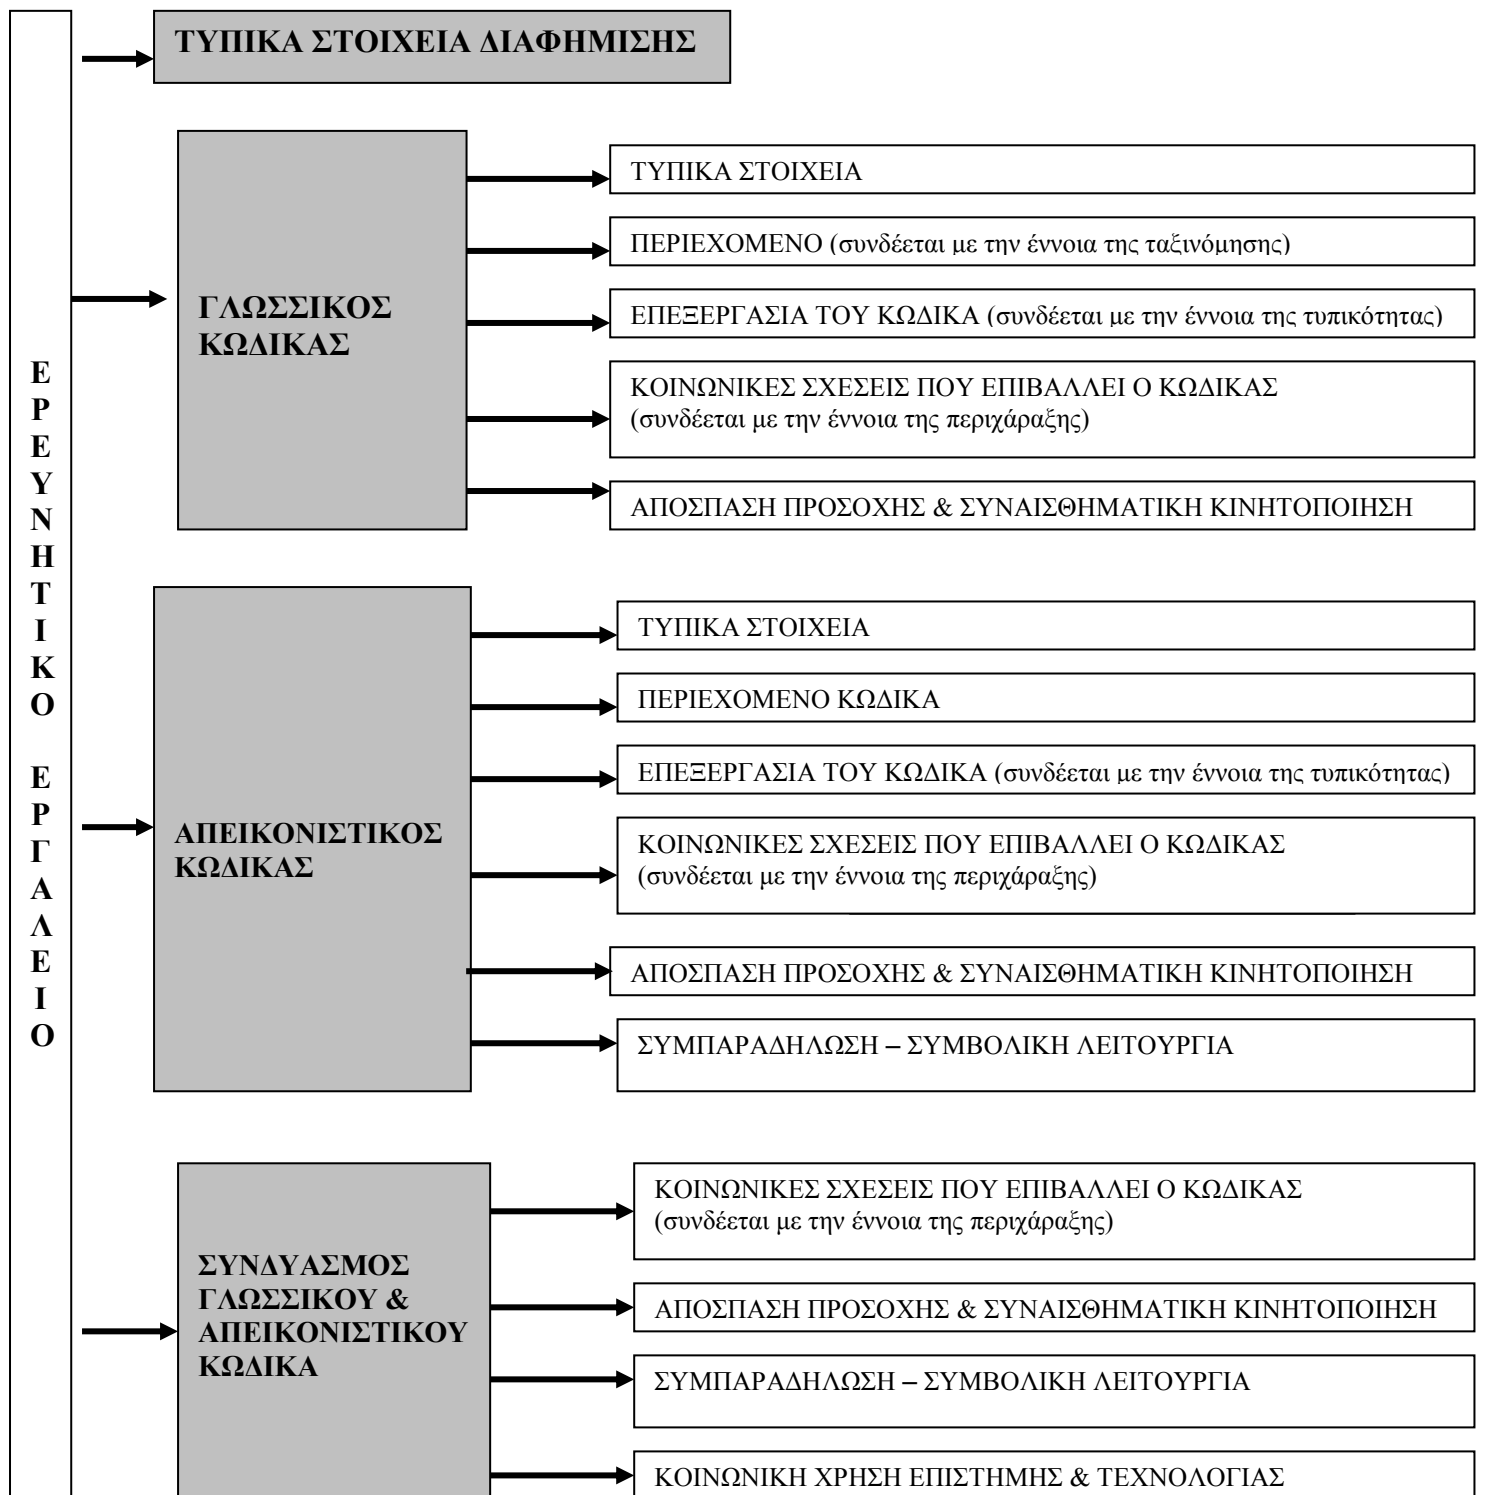 ΕΡΕΥΝΗΤΙΚΟ ΕΡΓΑΛΕΙΟ
ΤΥΠΙΚΑ ΣΤΟΙΧΕΙΑ ΔΙΑΦΗΜΙΣΗΣ
ΓΛΩΣΣΙΚΟΣ
ΚΩΔΙΚΑΣ
ΤΥΠΙΚΑ ΣΤΟΙΧΕΙΑ
ΠΕΡΙΕΧΟΜΕΝΟ (συνδέεται με την έννοια της ταξινόμησης)
ΕΠΕΞΕΡΓΑΣΙΑ ΤΟΥ ΚΩΔΙΚΑ (συνδέεται με την έννοια της τυπικότητας)
ΚΟΙΝΩΝΙΚΕΣ ΣΧΕΣΕΙΣ ΠΟΥ ΕΠΙΒΑΛΛΕΙ Ο ΚΩΔΙΚΑΣ
(συνδέεται με την έννοια της περιχάραξης)
ΑΠΟΣΠΑΣΗ ΠΡΟΣΟΧΗΣ & ΣΥΝΑΙΣΘΗΜΑΤΙΚΗ ΚΙΝΗΤΟΠΟΙΗΣΗ
ΑΠΕΙΚΟΝΙΣΤΙΚΟΣ
ΚΩΔΙΚΑΣ
ΤΥΠΙΚΑ ΣΤΟΙΧΕΙΑ
ΠΕΡΙΕΧΟΜΕΝΟ ΚΩΔΙΚΑ
ΕΠΕΞΕΡΓΑΣΙΑ ΤΟΥ ΚΩΔΙΚΑ (συνδέεται με την έννοια της τυπικότητας)
ΚΟΙΝΩΝΙΚΕΣ ΣΧΕΣΕΙΣ ΠΟΥ ΕΠΙΒΑΛΛΕΙ Ο ΚΩΔΙΚΑΣ
(συνδέεται με την έννοια της περιχάραξης)
ΑΠΟΣΠΑΣΗ ΠΡΟΣΟΧΗΣ & ΣΥΝΑΙΣΘΗΜΑΤΙΚΗ ΚΙΝΗΤΟΠΟΙΗΣΗ
ΣΥΜΠΑΡΑΔΗΛΩΣΗ – ΣΥΜΒΟΛΙΚΗ ΛΕΙΤΟΥΡΓΙΑ
ΣΥΝΔΥΑΣΜΟΣ
ΓΛΩΣΣΙΚΟΥ &
ΑΠΕΙΚΟΝΙΣΤΙΚΟΥ
ΚΩΔΙΚΑ
ΚΟΙΝΩΝΙΚΕΣ ΣΧΕΣΕΙΣ ΠΟΥ ΕΠΙΒΑΛΛΕΙ Ο ΚΩΔΙΚΑΣ
(συνδέεται με την έννοια της περιχάραξης)
ΑΠΟΣΠΑΣΗ ΠΡΟΣΟΧΗΣ & ΣΥΝΑΙΣΘΗΜΑΤΙΚΗ ΚΙΝΗΤΟΠΟΙΗΣΗ
ΣΥΜΠΑΡΑΔΗΛΩΣΗ – ΣΥΜΒΟΛΙΚΗ ΛΕΙΤΟΥΡΓΙΑ
ΚΟΙΝΩΝΙΚΗ ΧΡΗΣΗ ΕΠΙΣΤΗΜΗΣ & ΤΕΧΝΟΛΟΓΙΑΣ